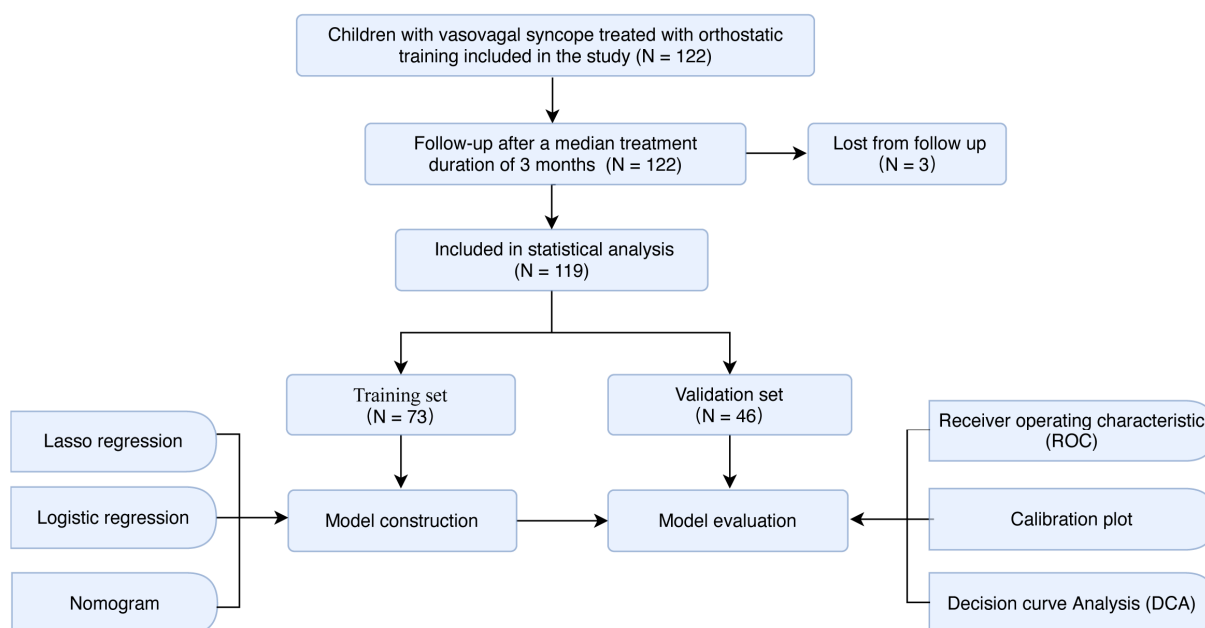 Children with vasovagal syncope treated with orthostatic
training included in the study (N = 122)
Follow-up after a median treatment
duration of 3 months (N = 122)
Lost from follow up
(N = 3)
Included in statistical analysis
(N = 119)
Training set
(N = 73)
Validation set
(N = 46)
Lasso regression
Logistic regression
Nomogram
Model construction
Model evaluation
Receiver operating characteristic
(ROC)
Calibration plot
Decision curve Analysis (DCA)